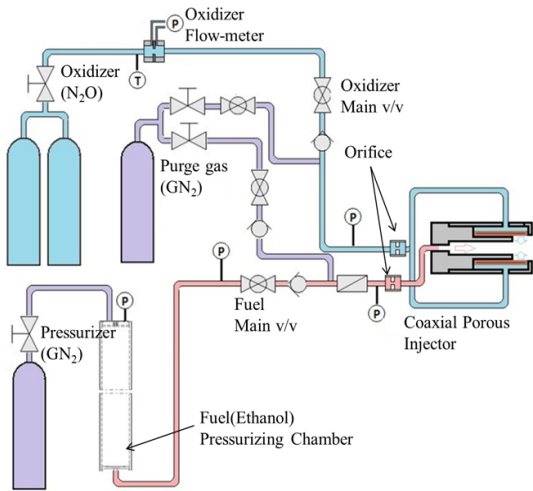 Oxidizer
P
Flow-meter
T
Oxidizer
(N₂O)
Oxidizer
Main v/v
Purge gas
(GN₂)
Orifice
P
P
Fuel
Main v/v
P
P
Coaxial Porous
Injector
Pressurizer
(GN₂)
Fuel(Ethanol)
Pressurizing Chamber